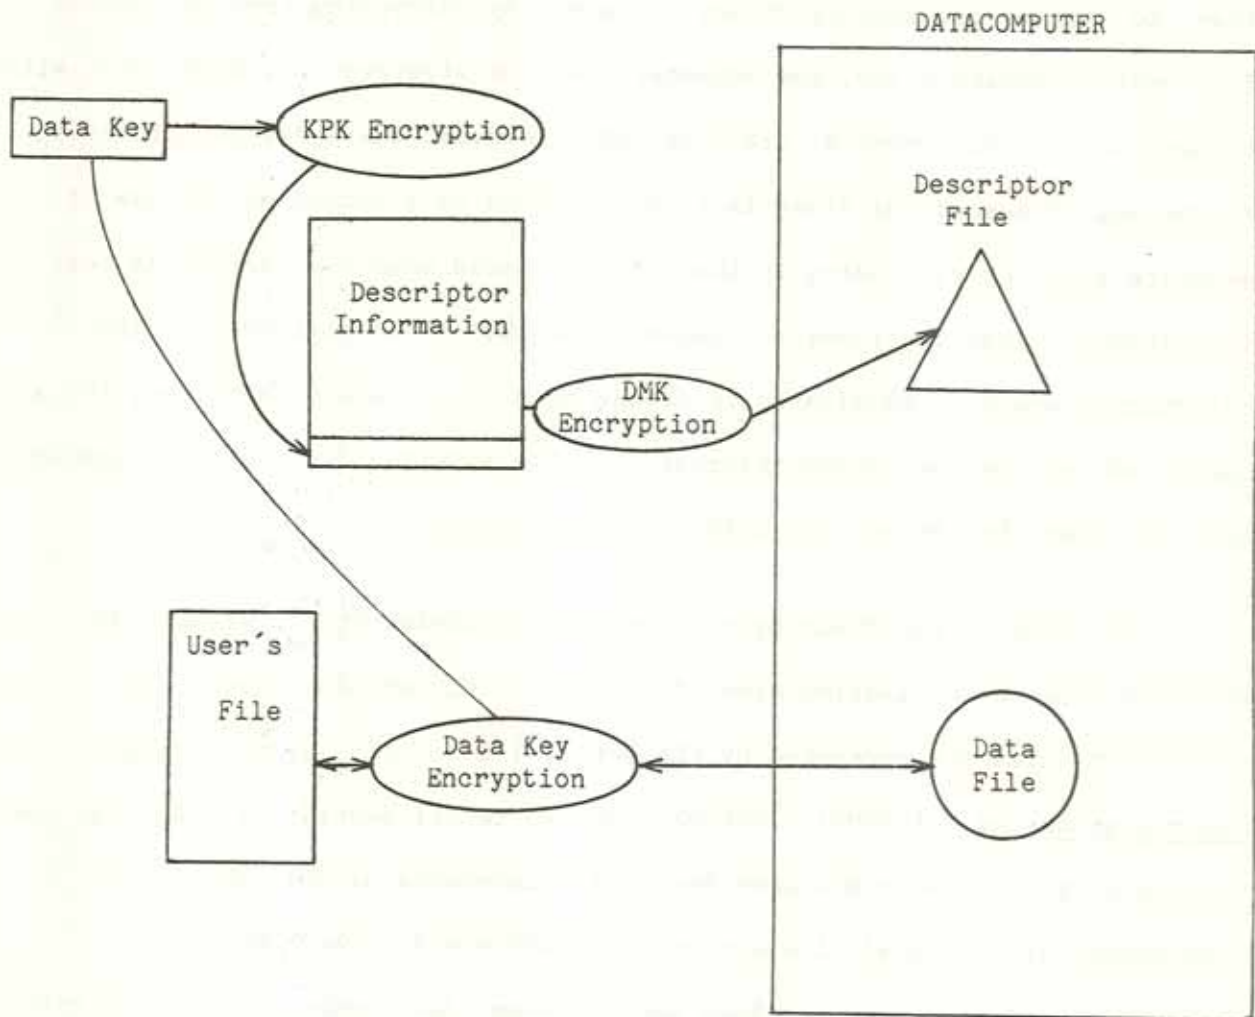 DATACOMPUTER
Data Key
KPK Encryption
Descriptor
File
Descriptor
Information
DMK
Encryption
User´s
File
Data Key
Encryption
Data
File